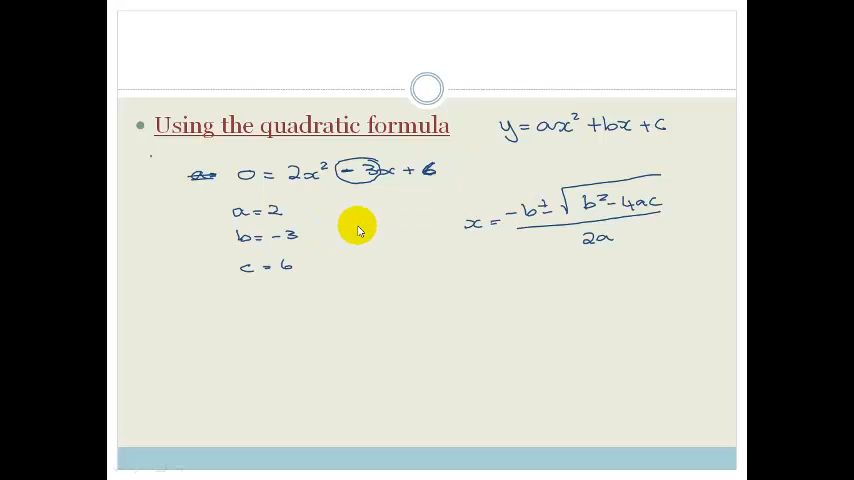 Using the quadratic formula
y = ax² + bx + c
0 = 2x² - 3x + 6
a = 2
b = -3
c = 6
x = -b ± √b² - 4ac / 2a